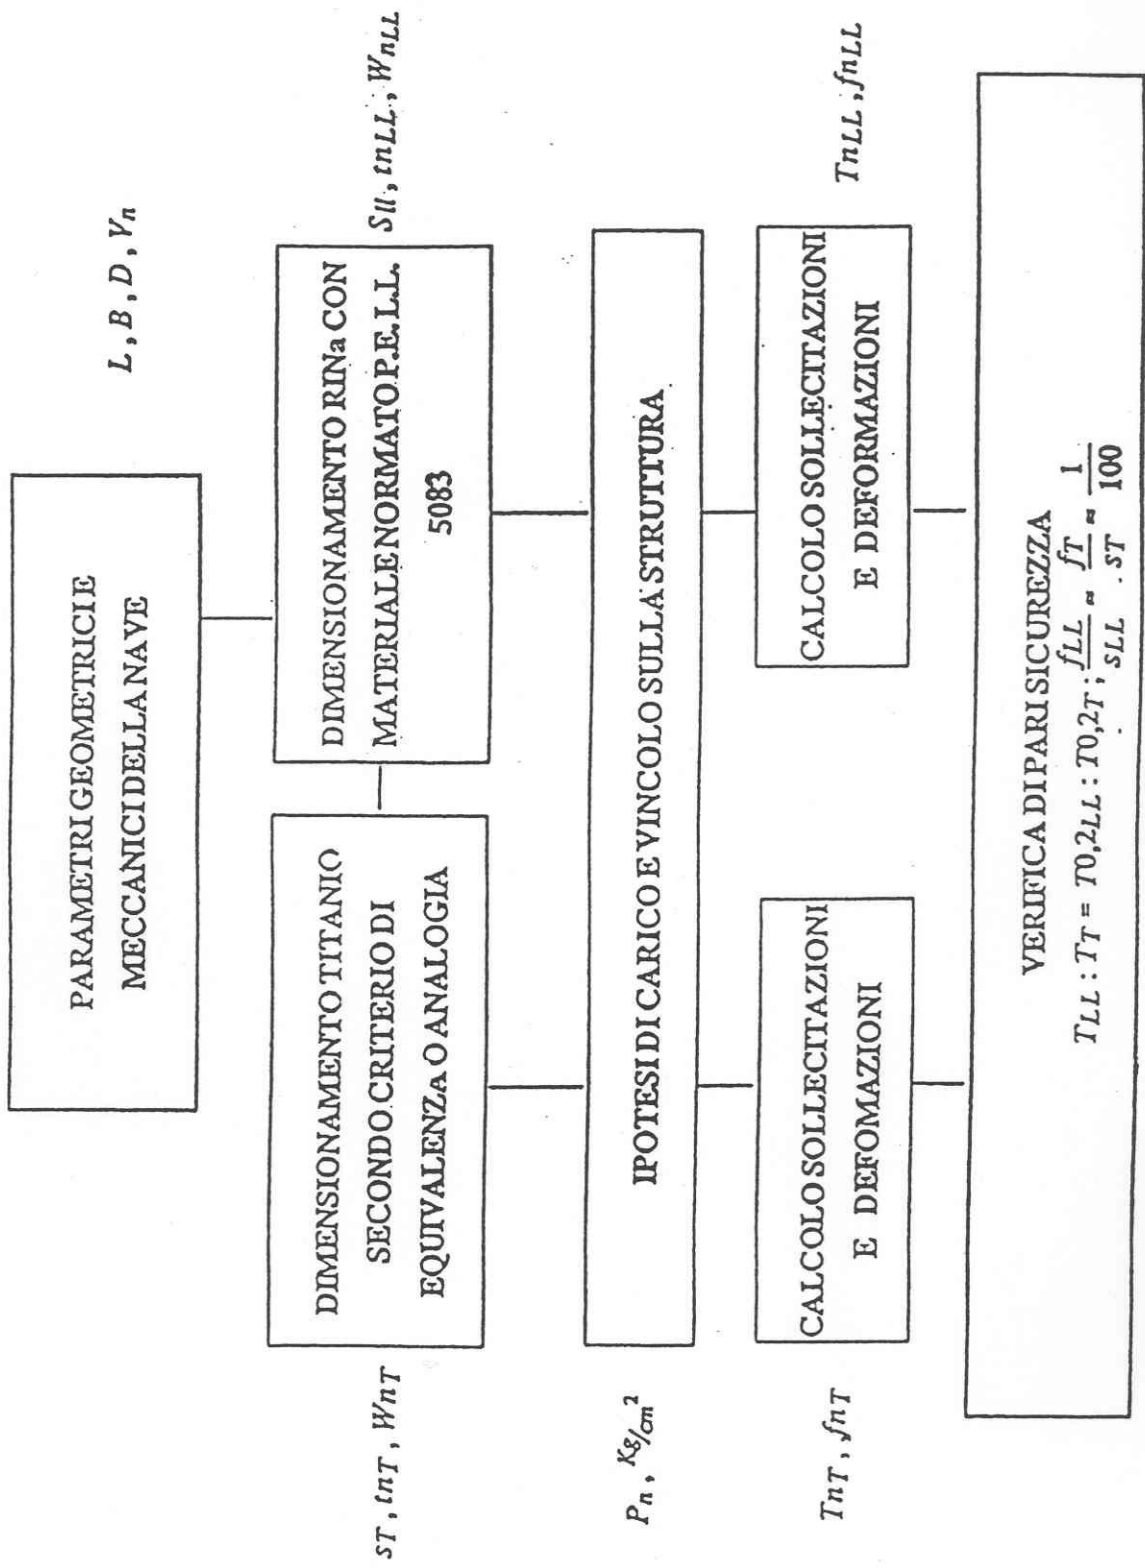 PARAMETRI GEOMETRICI E
MECCANICI DELLA NAVE
L, B, D, Vn
DIMENSIONAMENTO TITANIO
SECONDO CRITERIO DI
EQUIVALENZA O ANALOGIA
sT, tnT, WnT
DIMENSIONAMENTO RINa CON
MATERIALE NORMATO P.E. L.L.
5083
Sll, tnLL, WnLL
IPOTESI DI CARICO E VINCOLO SULLA STRUTTURA
Pn, Kg/cm²
CALCOLO SOLLECITAZIONI
E DEFOMAZIONI
TnT, fnT
CALCOLO SOLLECITAZIONI
E DEFORMAZIONI
TnLL, fnLL
VERIFICA DI PARI SICUREZZA
TLL : TT = T0,2LL : T0,2T ; fLL/sLL ≈ fT/sT ≈ 1/100